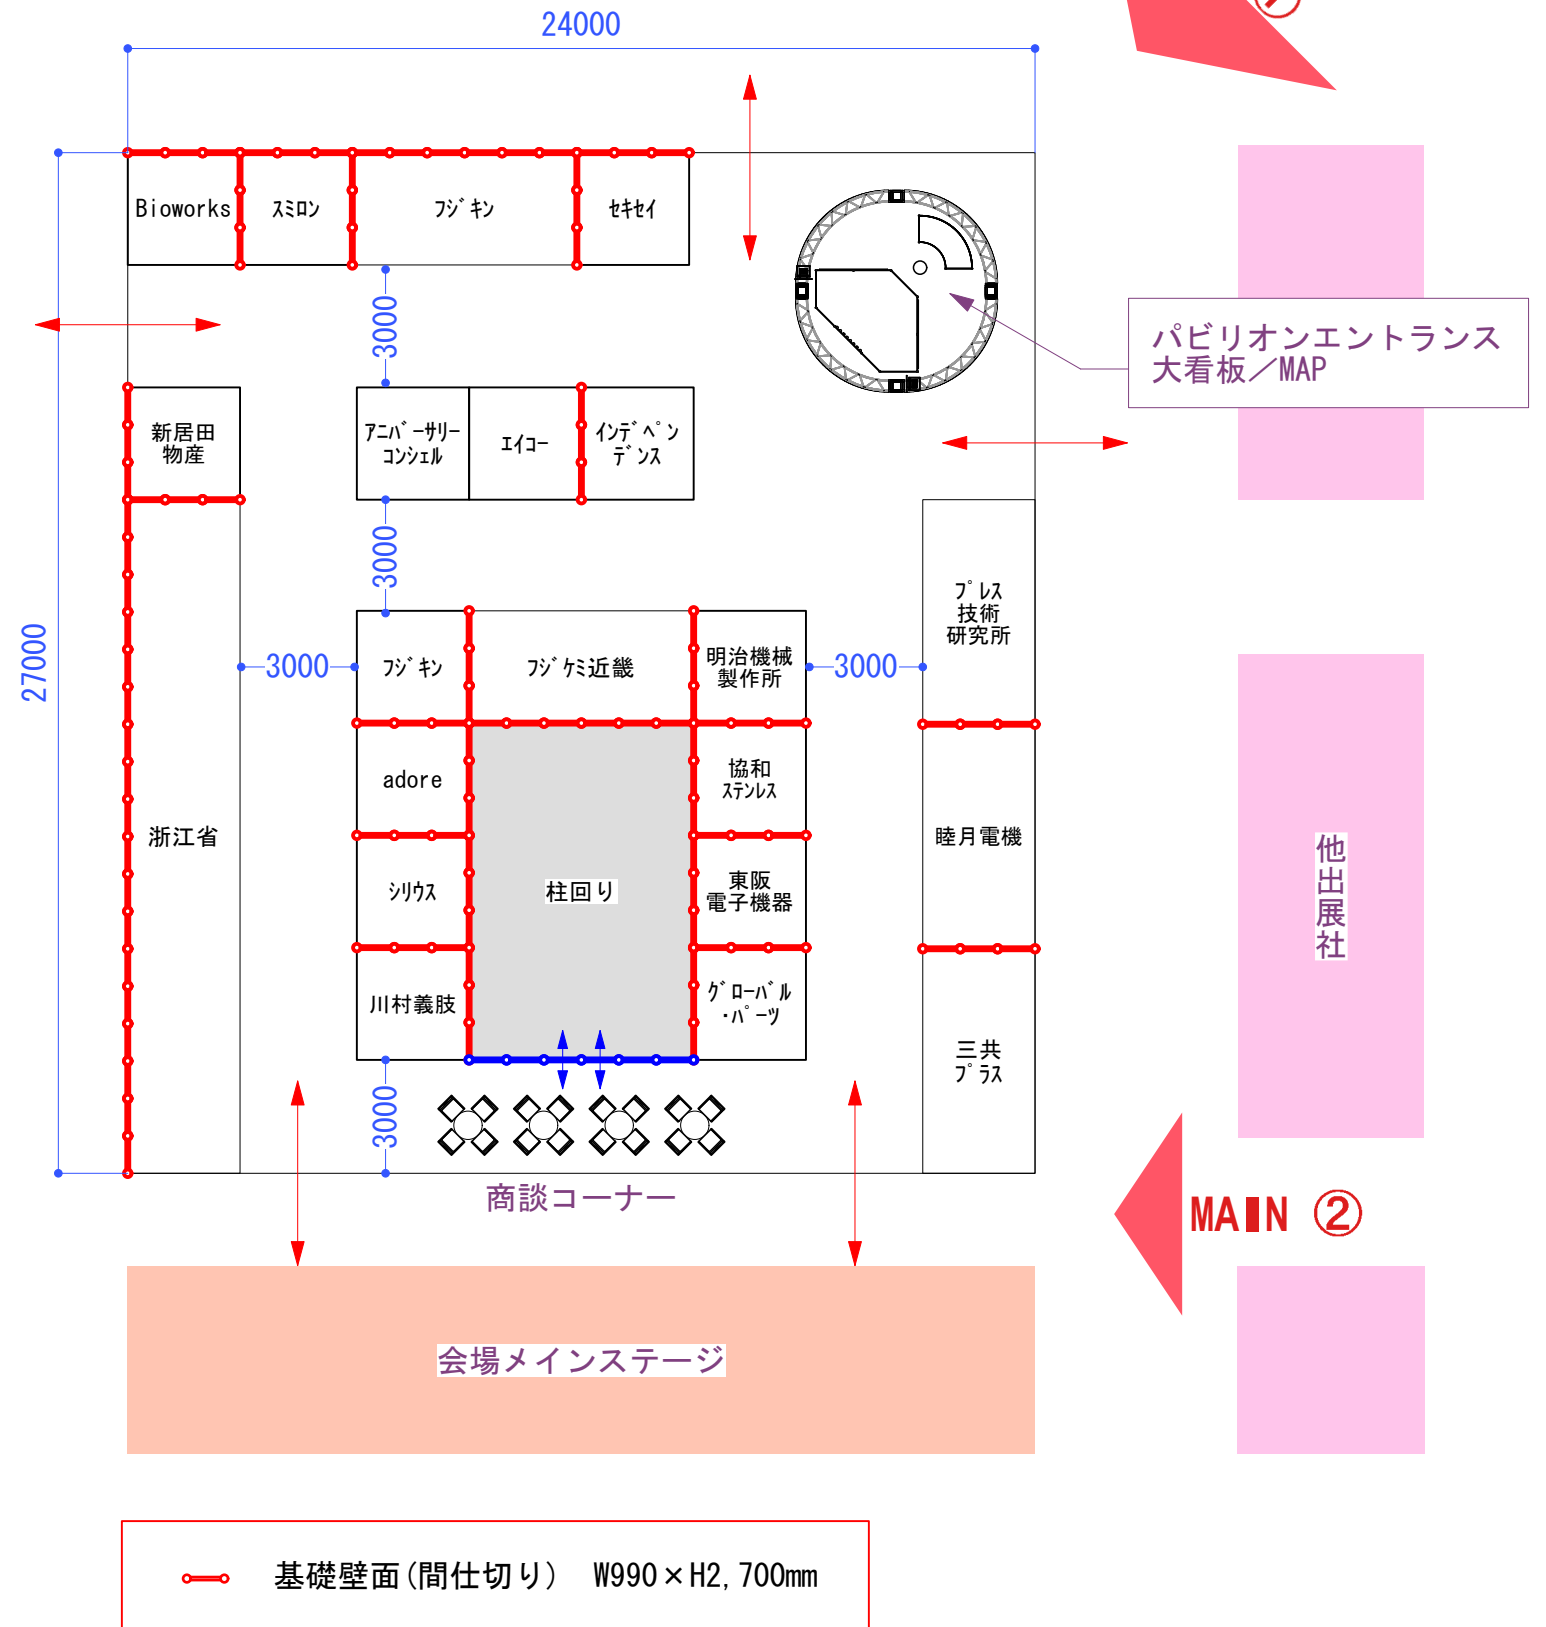 24000
Bioworks
スミロン
フジキン
セキセイ
3000
パビリオンエントランス
大看板／MAP
新居田
物産
アニバーサリー
コンシェル
エイコー
インデペン
デンス
3000
プレス
技術
研究所
27000
3000
フジキン
フジケミ近畿
明治機械
製作所
3000
adore
協和
ステンレス
浙江省
シリウス
柱回り
東阪
電子機器
睦月電機
他出展社
川村義肢
グローバル
・パーツ
三共
プラス
3000
商談コーナー
MAIN ②
会場メインステージ
基礎壁面(間仕切り) W990×H2,700mm